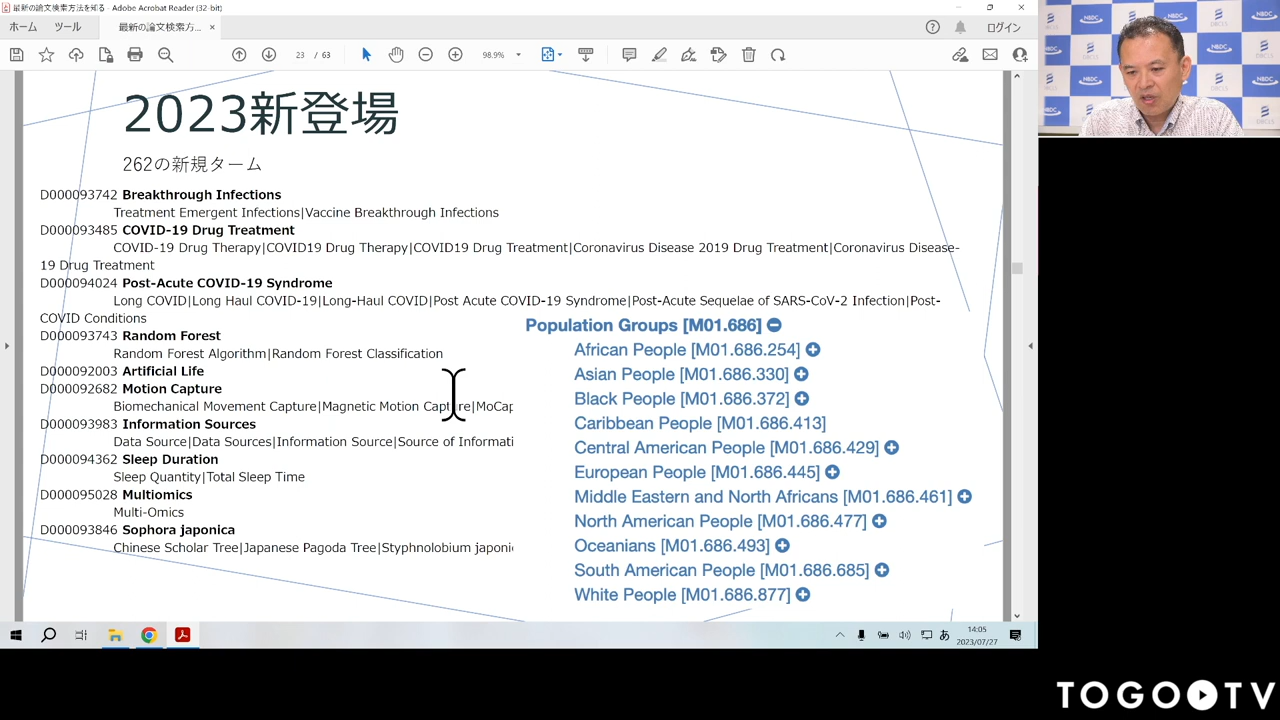 最新の論文検索方法を知る - Adobe Acrobat Reader (32-bit)
ホーム ツール 最新の論文検索方... × ログイン
23 / 63 98.9%
2023新登場
262の新規ターム
D000093742 Breakthrough Infections
Treatment Emergent Infections|Vaccine Breakthrough Infections
D000093485 COVID-19 Drug Treatment
COVID-19 Drug Therapy|COVID19 Drug Therapy|COVID19 Drug Treatment|Coronavirus Disease 2019 Drug Treatment|Coronavirus Disease-
19 Drug Treatment
D000094024 Post-Acute COVID-19 Syndrome
Long COVID|Long Haul COVID-19|Long-Haul COVID|Post Acute COVID-19 Syndrome|Post-Acute Sequelae of SARS-CoV-2 Infection|Post-
COVID Conditions
D000093743 Random Forest
Random Forest Algorithm|Random Forest Classification
D000092003 Artificial Life
D000092682 Motion Capture
Biomechanical Movement Capture|Magnetic Motion Capture|MoCap
D000093983 Information Sources
Data Source|Data Sources|Information Source|Source of Informati
D000094362 Sleep Duration
Sleep Quantity|Total Sleep Time
D000095028 Multiomics
Multi-Omics
D000093846 Sophora japonica
Chinese Scholar Tree|Japanese Pagoda Tree|Styphnolobium japoni
Population Groups [M01.686]
African People [M01.686.254]
Asian People [M01.686.330]
Black People [M01.686.372]
Caribbean People [M01.686.413]
Central American People [M01.686.429]
European People [M01.686.445]
Middle Eastern and North Africans [M01.686.461]
North American People [M01.686.477]
Oceanians [M01.686.493]
South American People [M01.686.685]
White People [M01.686.877]
あ
14:05
2023/07/27
NBDC
DBCLS
TOGO TV